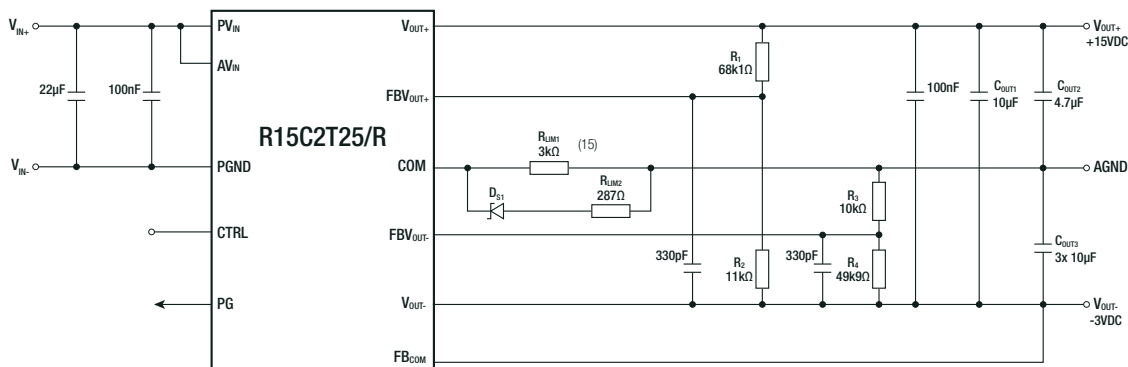 VIN+
PVIN
VOUT+
VOUT+
+15VDC
R1
68k1Ω
AVIN
22µF
100nF
FBVOUT+
100nF
COUT1
10µF
COUT2
4.7µF
R15C2T25/R
RLIM1
3kΩ
(15)
VIN-
PGND
COM
AGND
DS1
RLIM2
287Ω
R3
10kΩ
CTRL
FBVOUT-
330pF
R2
11kΩ
330pF
R4
49k9Ω
COUT3
3x 10µF
PG
VOUT-
VOUT-
-3VDC
FBCOM